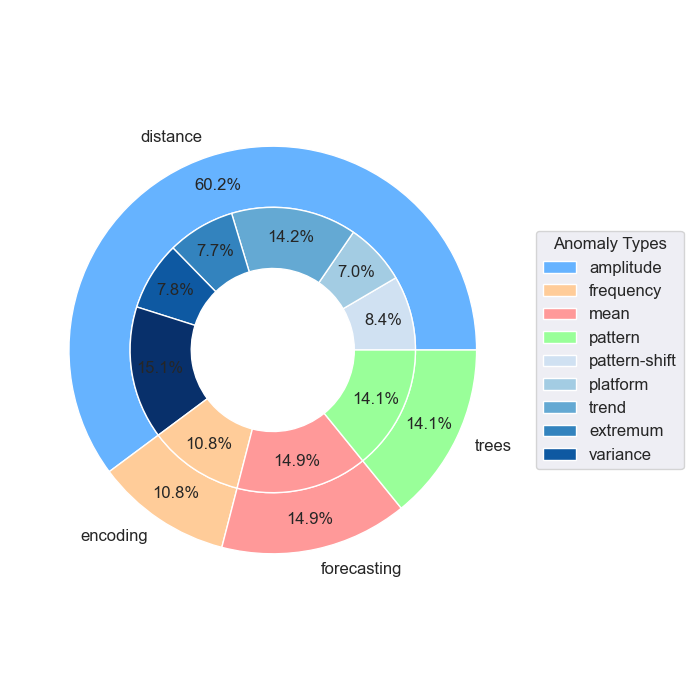 distance
60.2%
14.2%
7.7%
7.0%
7.8%
8.4%
15.1%
14.1%
14.1%
10.8%
14.9%
10.8%
14.9%
trees
encoding
forecasting
Anomaly Types
amplitude
frequency
mean
pattern
pattern-shift
platform
trend
extremum
variance